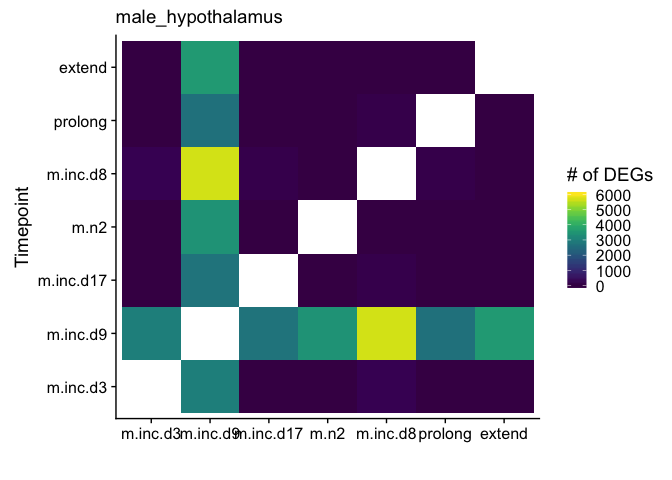 male_hypothalamus
extend
prolong
m.inc.d8
m.n2
m.inc.d17
m.inc.d9
m.inc.d3
Timepoint
m.inc.d3 m.inc.d9 m.inc.d17 m.n2 m.inc.d8 prolong extend
# of DEGs
6000
5000
4000
3000
2000
1000
0